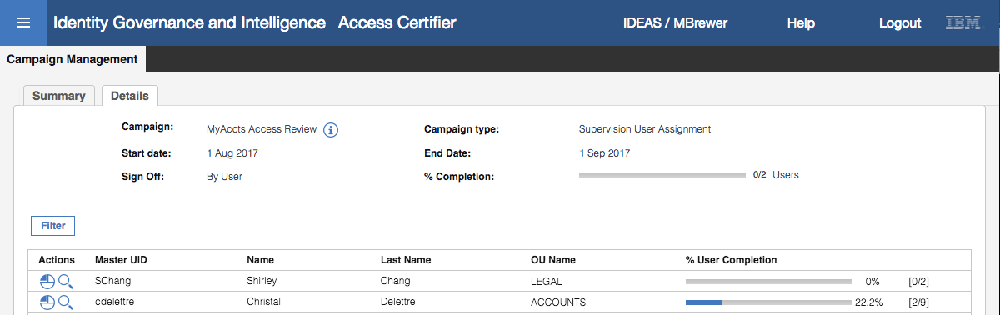 Identity Governance and Intelligence Access Certifier IDEAS / MBrewer Help Logout IBM
Campaign Management
Summary Details
Campaign: MyAccts Access Review i Campaign type: Supervision User Assignment
Start date: 1 Aug 2017 End Date: 1 Sep 2017
Sign Off: By User % Completion: 0/2 Users
Filter
Actions Master UID Name Last Name OU Name % User Completion
SChang Shirley Chang LEGAL 0% [0/2]
cdelettre Christal Delettre ACCOUNTS 22.2% [2/9]